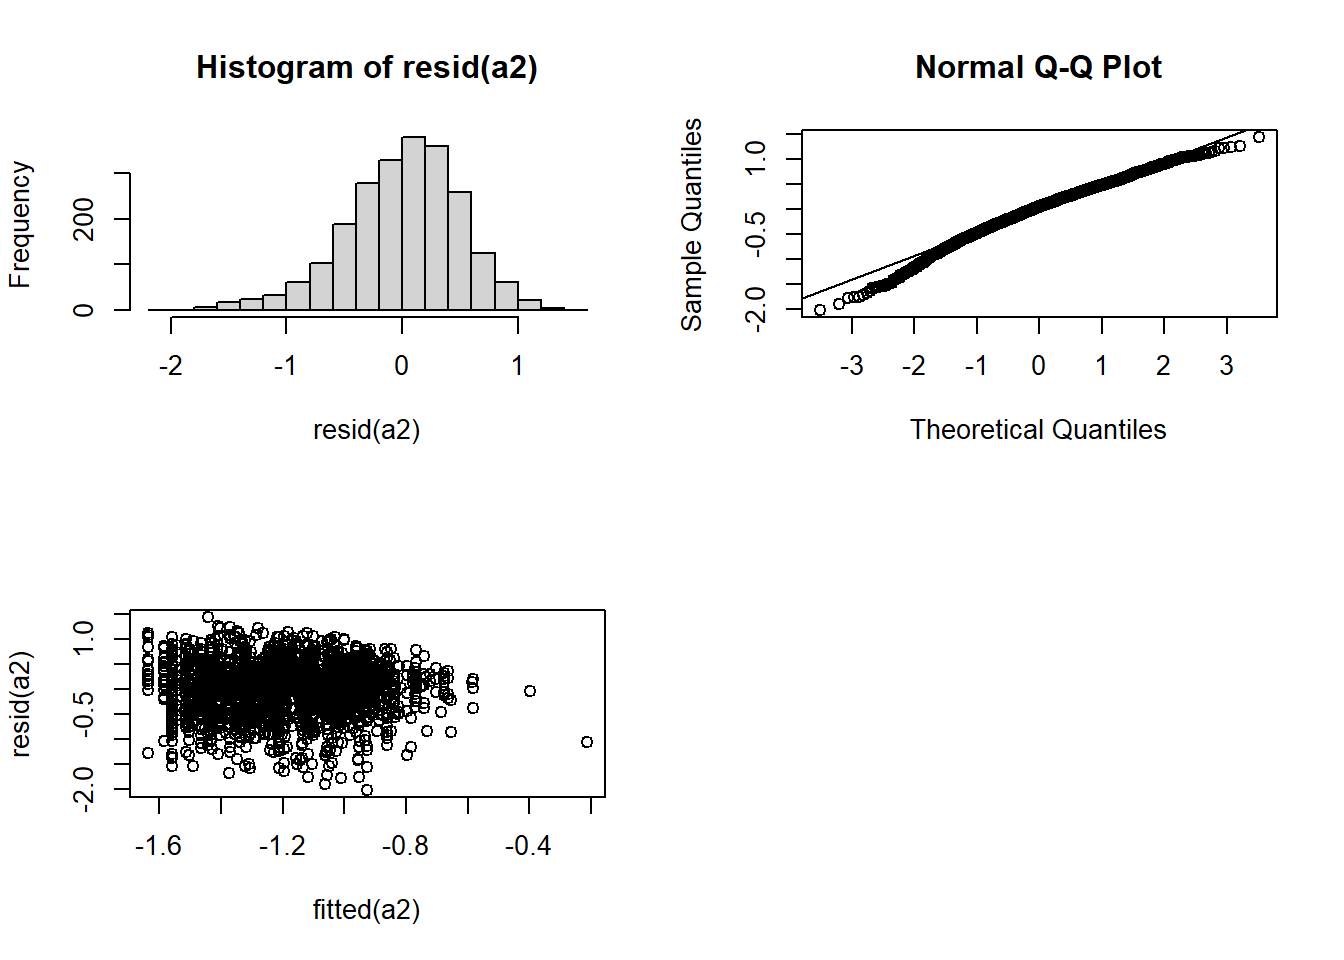 Histogram of resid(a2)
Frequency
0
200
-2
-1
0
1
resid(a2)
Normal Q-Q Plot
Sample Quantiles
-2.0
-0.5
1.0
-3
-2
-1
0
1
2
3
Theoretical Quantiles
resid(a2)
-2.0
-0.5
1.0
-1.6
-1.2
-0.8
-0.4
fitted(a2)